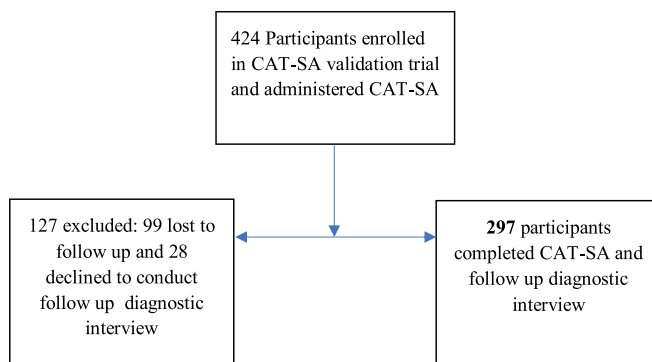 424 Participants enrolled
in CAT-SA validation trial
and administered CAT-SA
127 excluded: 99 lost to
follow up and 28
declined to conduct
follow up diagnostic
interview
297 participants
completed CAT-SA and
follow up diagnostic
interview